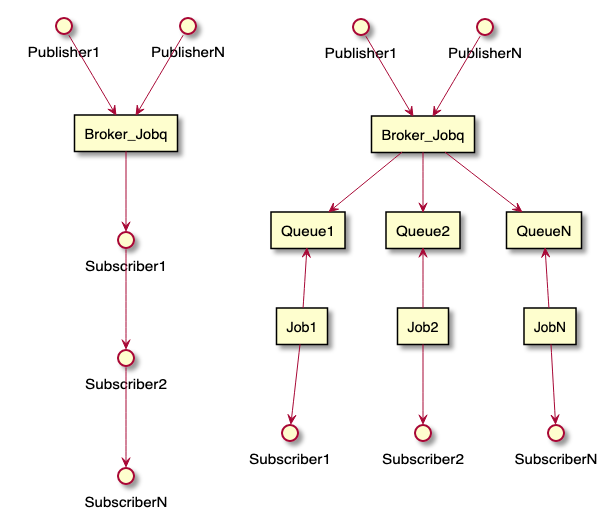 Publisher1
PublisherN
Broker_Jobq
Subscriber1
Subscriber2
SubscriberN
Publisher1
PublisherN
Broker_Jobq
Queue1
Queue2
QueueN
Job1
Job2
JobN
Subscriber1
Subscriber2
SubscriberN